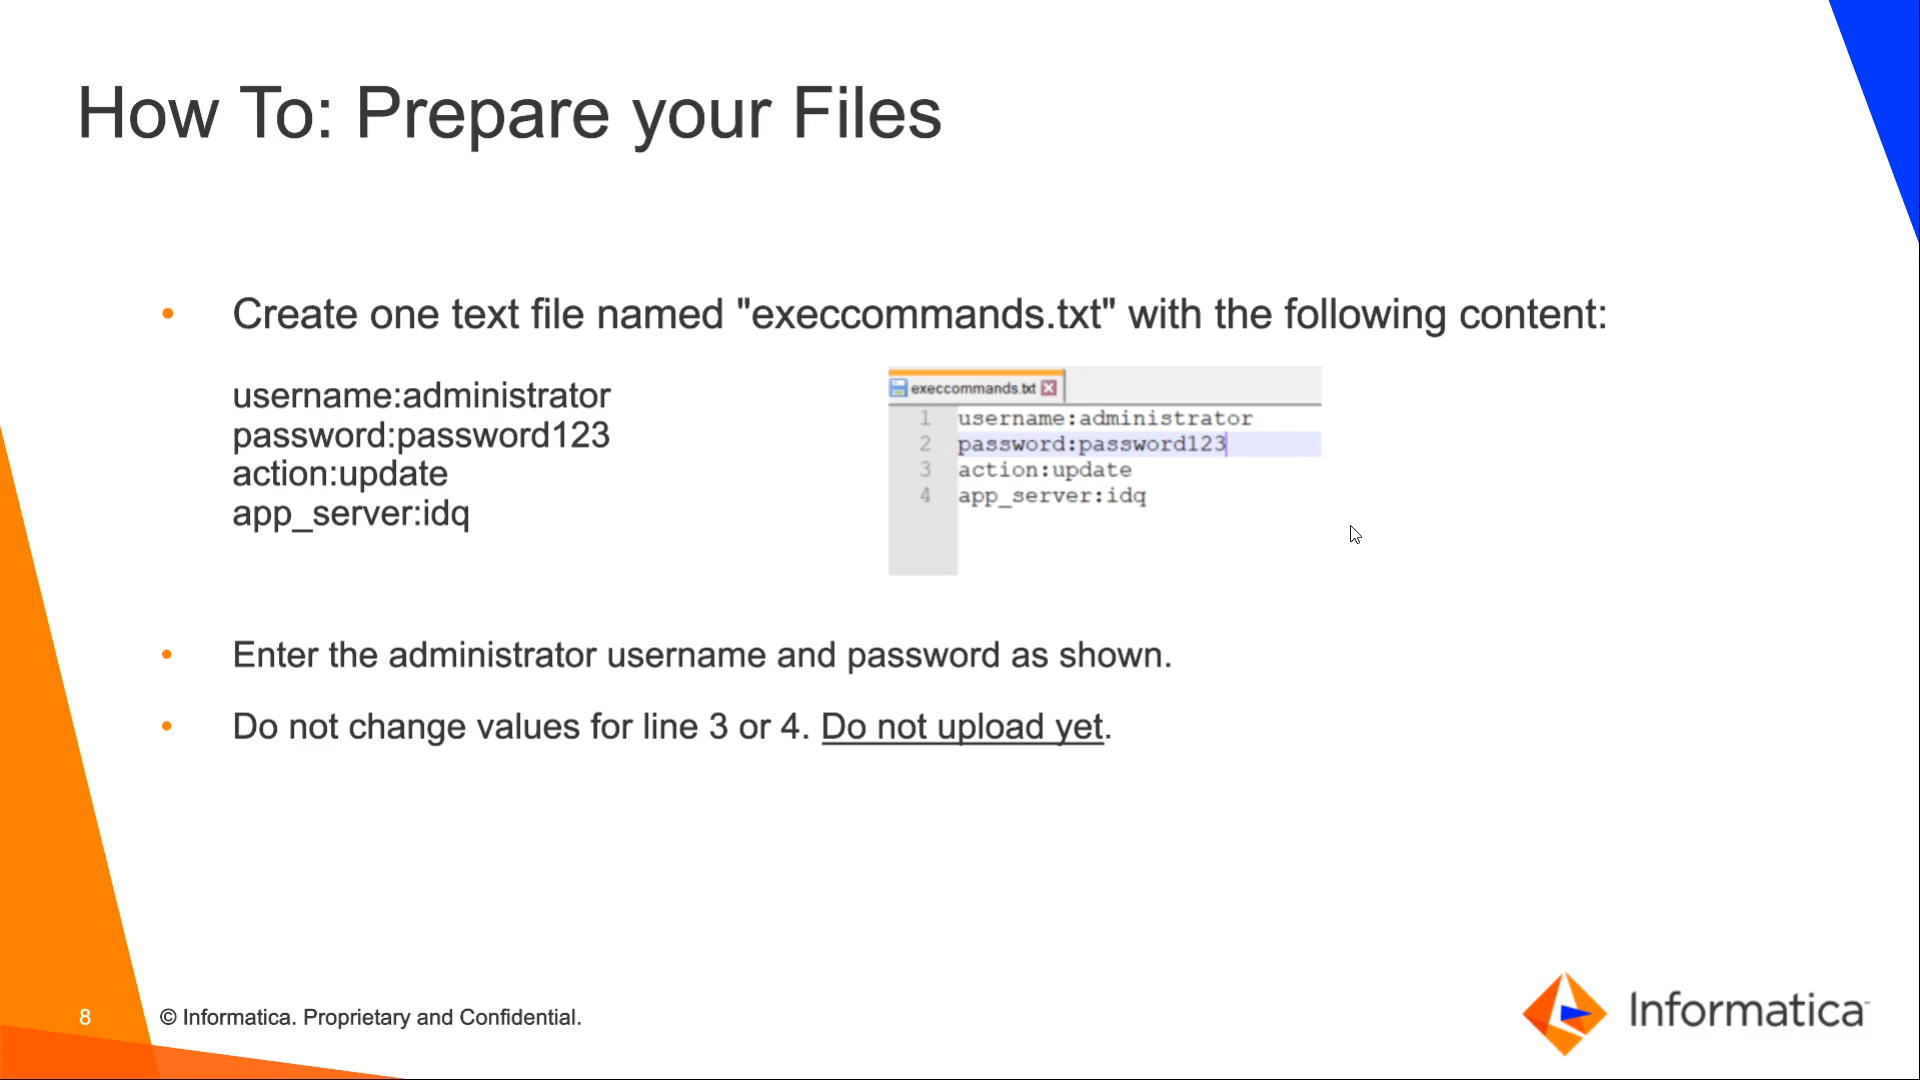 How To: Prepare your Files
• Create one text file named "execcommands.txt" with the following content:
username:administrator
password:password123
action:update
app_server:idq
execcommands.txt
1 username:administrator
2 password:password123
3 action:update
4 app_server:idq
• Enter the administrator username and password as shown.
• Do not change values for line 3 or 4. Do not upload yet.
8 © Informatica. Proprietary and Confidential.
Informatica™